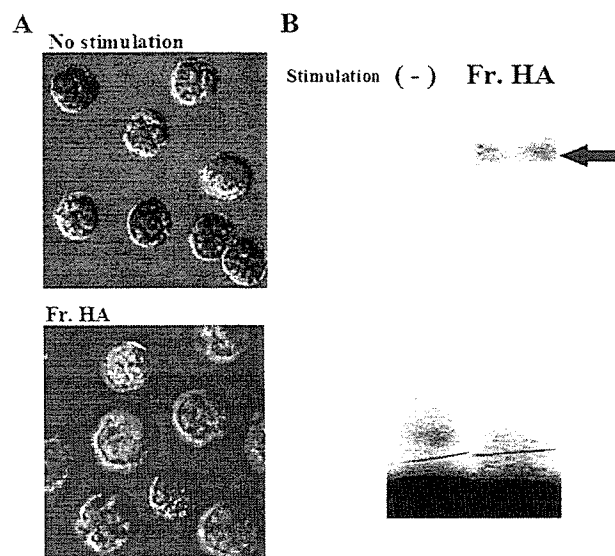 A
No stimulation
Fr. HA
B
Stimulation (-) Fr. HA